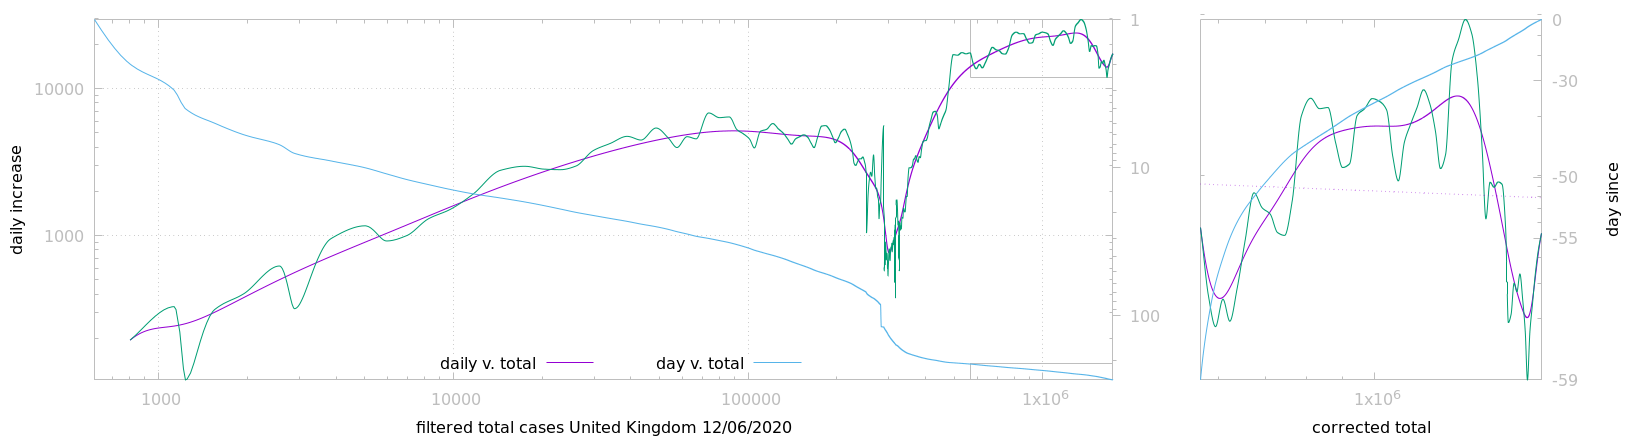 1
0
10000
-30
daily increase
10
-50
day since
1000
-55
100
daily v. total
day v. total
-59
1000
10000
100000
1x10⁶
1x10⁶
filtered total cases United Kingdom 12/06/2020
corrected total